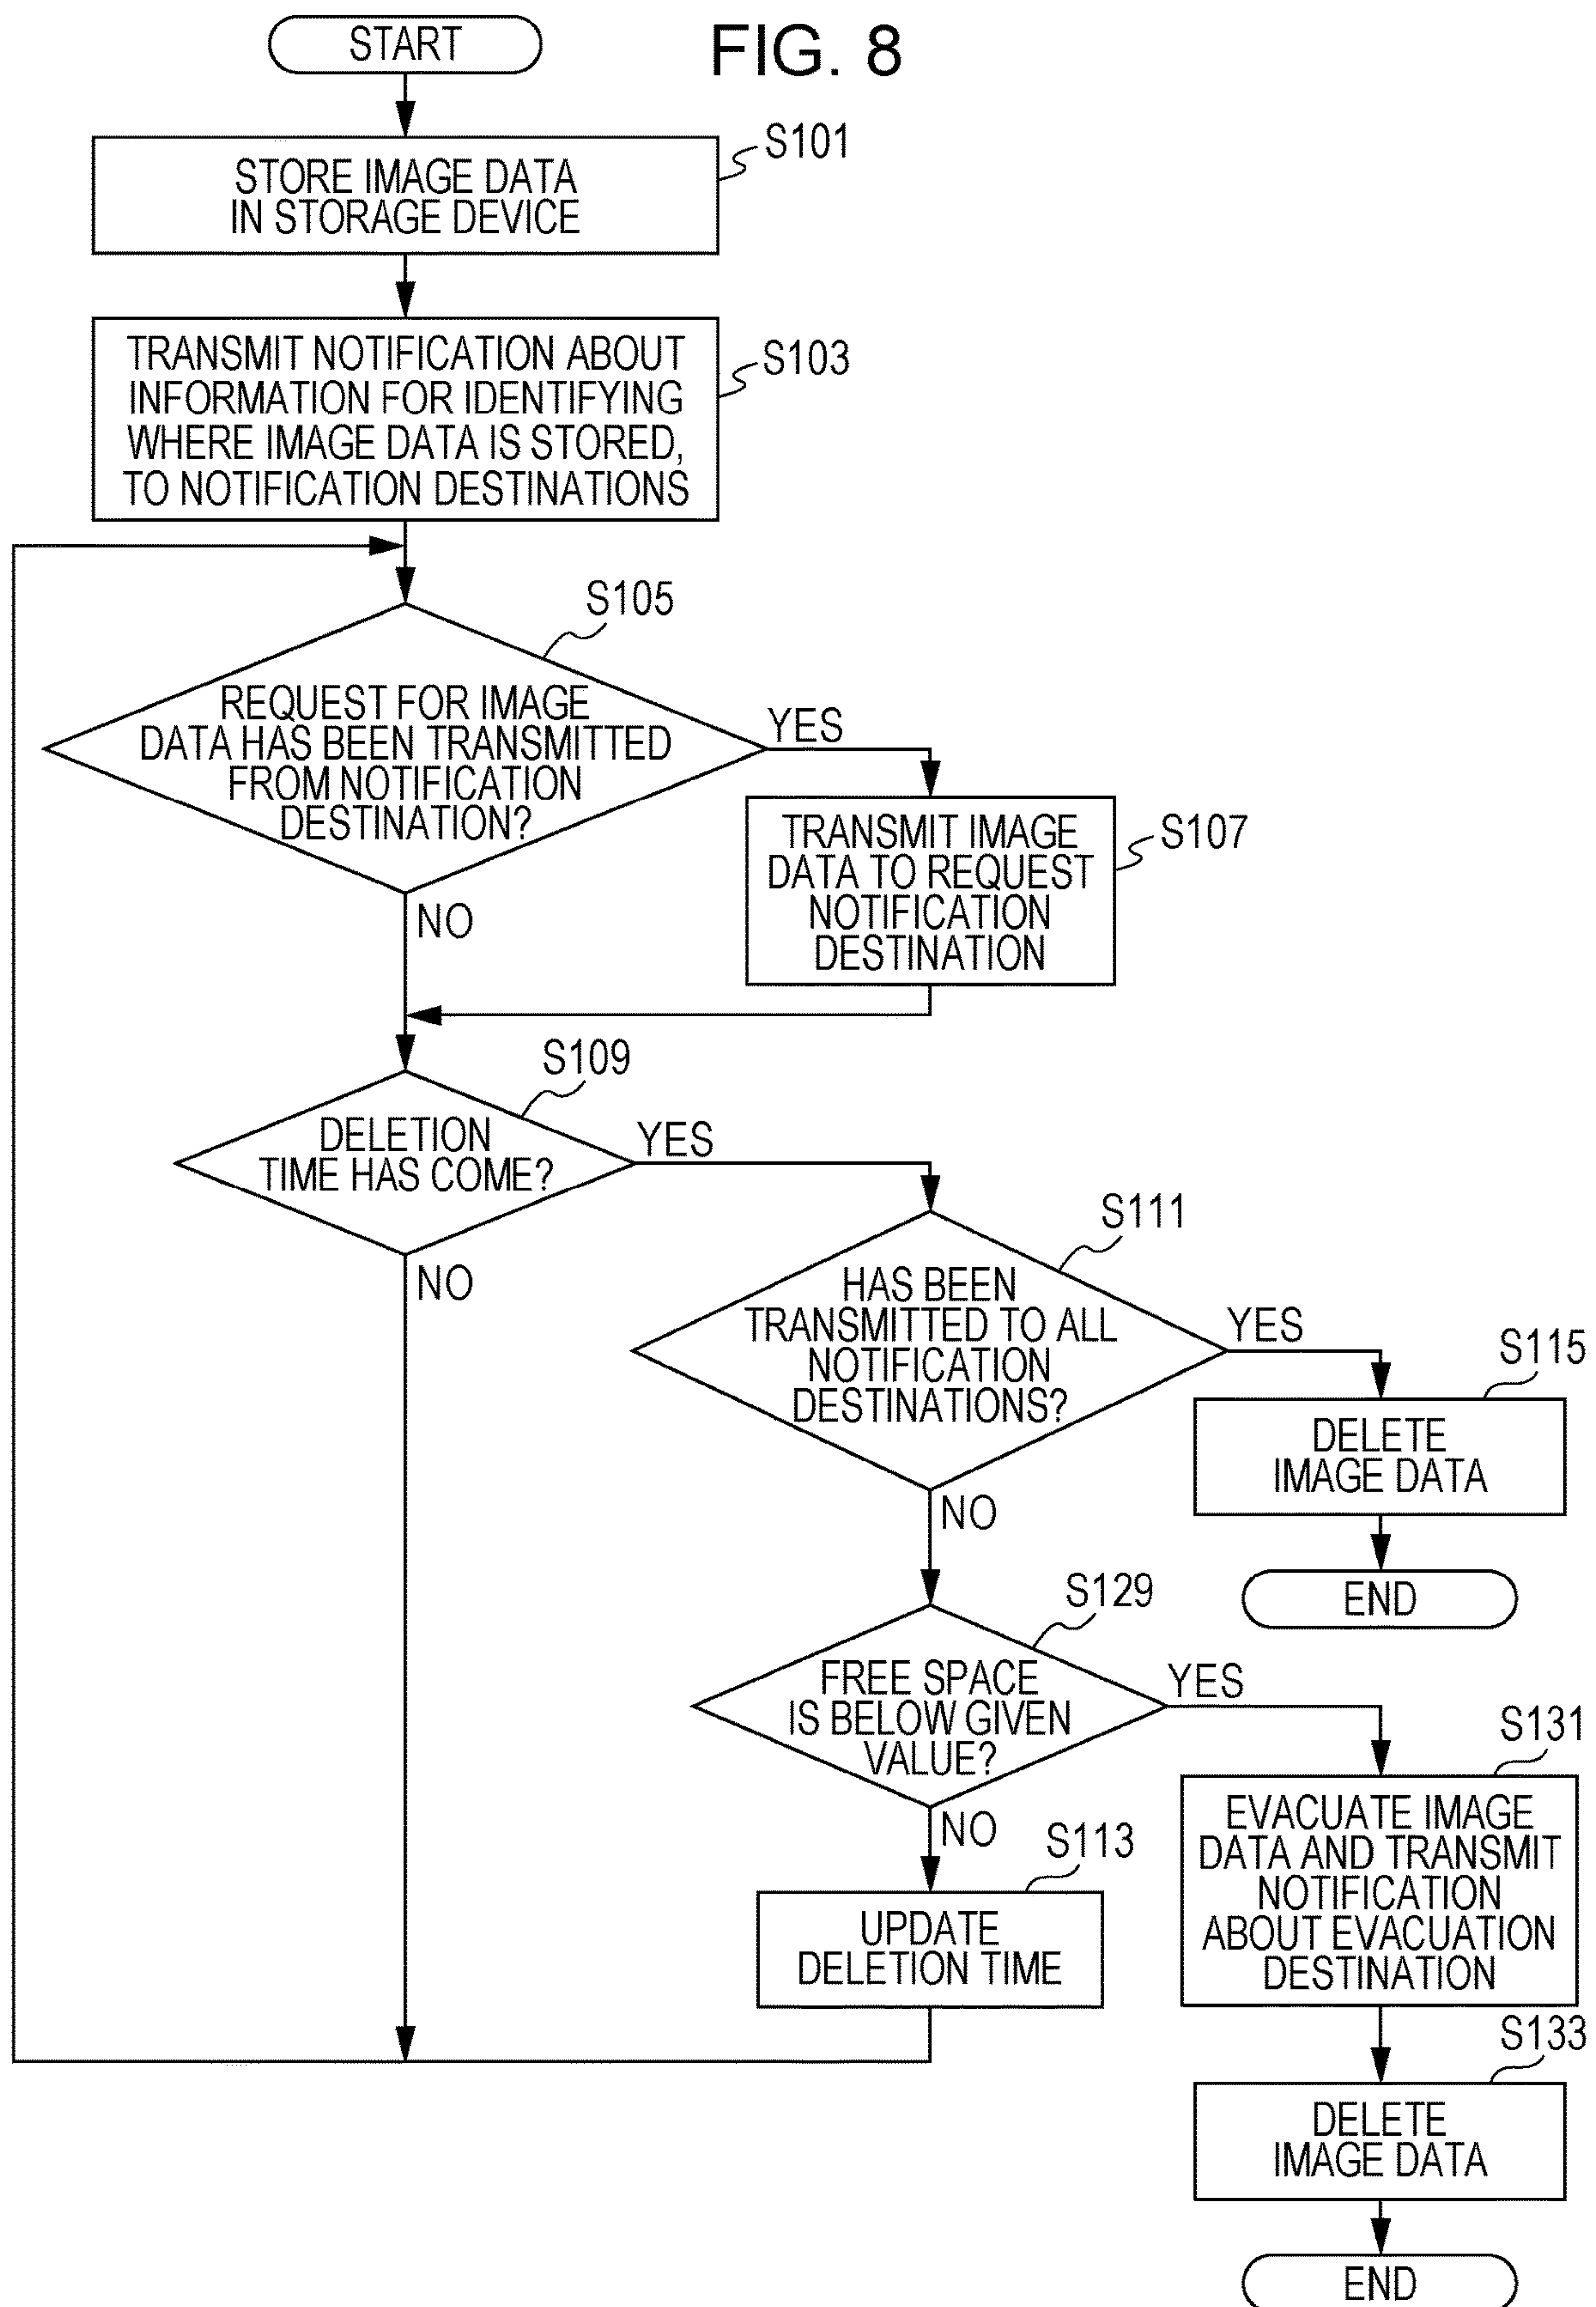 START
FIG. 8
S101
STORE IMAGE DATA
IN STORAGE DEVICE
S103
TRANSMIT NOTIFICATION ABOUT
INFORMATION FOR IDENTIFYING
WHERE IMAGE DATA IS STORED,
TO NOTIFICATION DESTINATIONS
S105
REQUEST FOR IMAGE
DATA HAS BEEN TRANSMITTED
FROM NOTIFICATION
DESTINATION?
YES
NO
S107
TRANSMIT IMAGE
DATA TO REQUEST
NOTIFICATION
DESTINATION
S109
DELETION
TIME HAS COME?
YES
NO
S111
HAS BEEN
TRANSMITTED TO ALL
NOTIFICATION
DESTINATIONS?
YES
NO
S115
DELETE
IMAGE DATA
END
S129
FREE SPACE
IS BELOW GIVEN
VALUE?
YES
NO
S131
EVACUATE IMAGE
DATA AND TRANSMIT
NOTIFICATION
ABOUT EVACUATION
DESTINATION
S113
UPDATE
DELETION TIME
S133
DELETE
IMAGE DATA
END